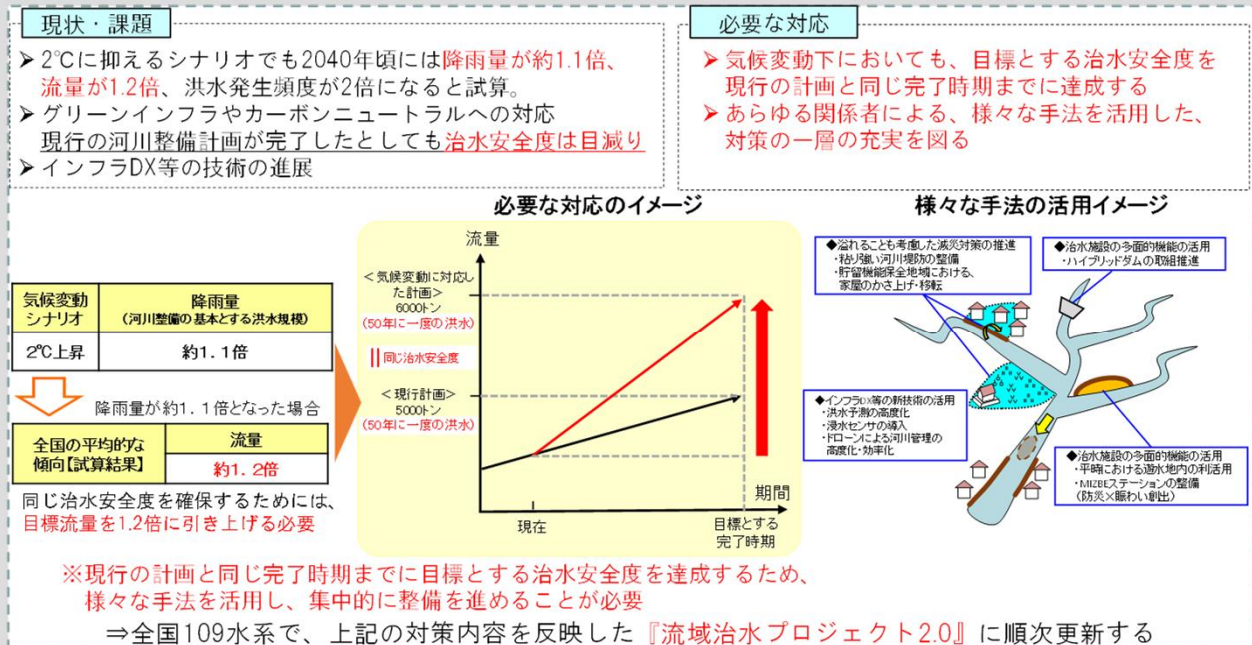 現状・課題
➤2℃に抑えるシナリオでも2040年頃には降雨量が約1.1倍、
流量が1.2倍、洪水発生頻度が2倍になると試算。
➤グリーンインフラやカーボンニュートラルへの対応
現行の河川整備計画が完了したとしても治水安全度は目減り
➤インフラDX等の技術の進展
必要な対応
➤気候変動下においても、目標とする治水安全度を
現行の計画と同じ完了時期までに達成する
➤あらゆる関係者による、様々な手法を活用した、
対策の一層の充実を図る
気候変動
シナリオ
降雨量
(河川整備の基本とする洪水規模)
2℃上昇
約1.1倍
降雨量が約1.1倍となった場合
全国の平均的な
傾向【試算結果】
流量
約1.2倍
同じ治水安全度を確保するためには、
目標流量を1.2倍に引き上げる必要
必要な対応のイメージ
流量
<気候変動に対応し
た計画>
6000トン
(50年に一度の洪水)
同じ治水安全度
<現行計画>
5000トン
(50年に一度の洪水)
期間
現在
目標とする
完了時期
様々な手法の活用イメージ
◆溢れることも考慮した減災対策の推進
・粘り強い河川堤防の整備
・貯留機能保全地域における、
家屋のかさ上げ・移転
◆治水施設の多面的機能の活用
・ハイブリッドダムの取組推進
◆インフラDX等の新技術の活用
・洪水予測の高度化
・浸水センサの導入
・ドローンによる河川管理の
高度化・効率化
◆治水施設の多面的機能の活用
・平時における遊水地内の利活用
・MIZBEステーションの整備
(防災×賑わい創出)
※現行の計画と同じ完了時期までに目標とする治水安全度を達成するため、
様々な手法を活用し、集中的に整備を進めることが必要
⇒全国109水系で、上記の対策内容を反映した『流域治水プロジェクト2.0』に順次更新する